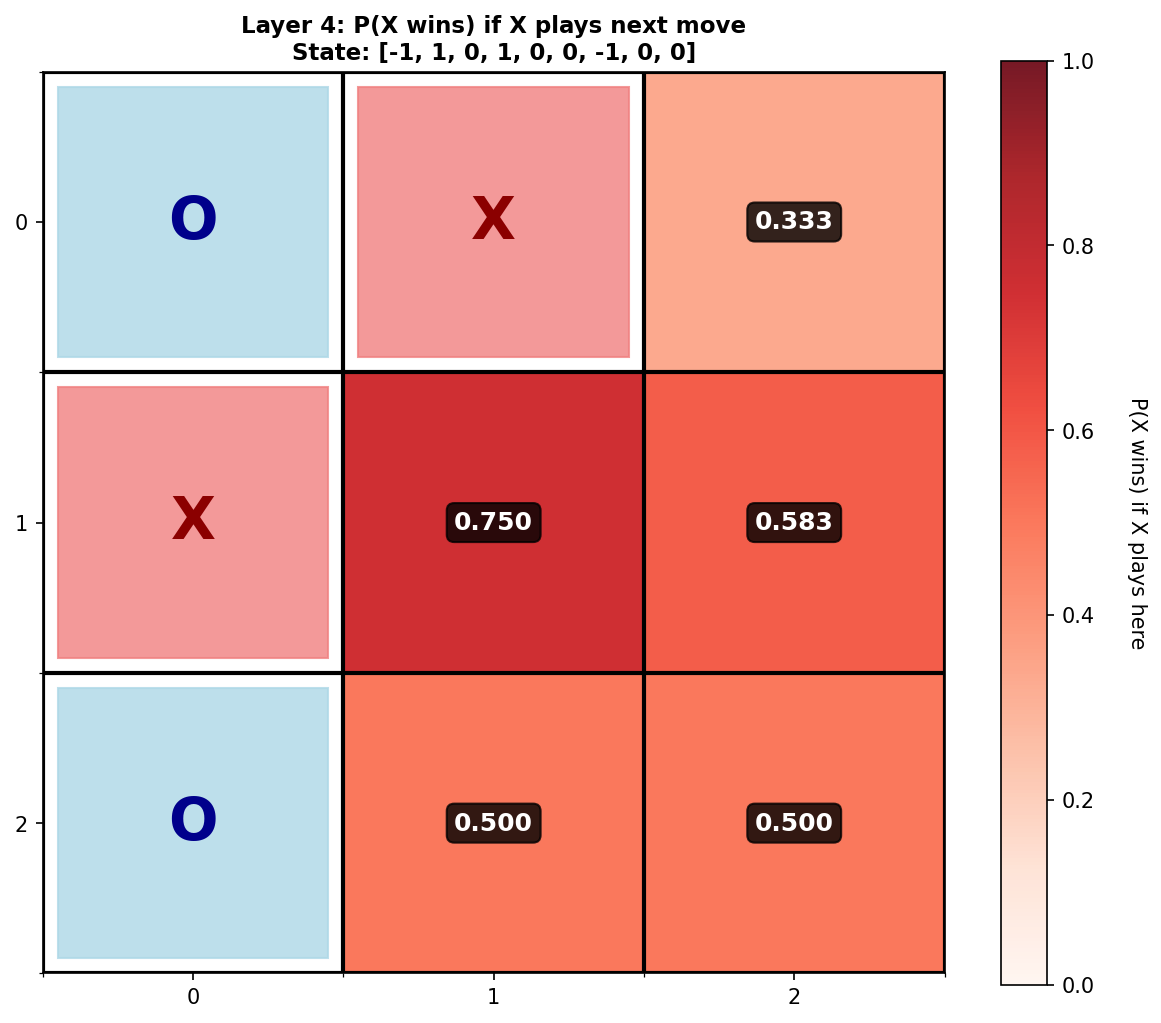 Layer 4: P(X wins) if X plays next move
State: [-1, 1, 0, 1, 0, 0, -1, 0, 0]
O
X
0.333
X
0.750
0.583
O
0.500
0.500
0
1
2
0
1
2
1.0
0.8
0.6
0.4
0.2
0.0
P(X wins) if X plays here